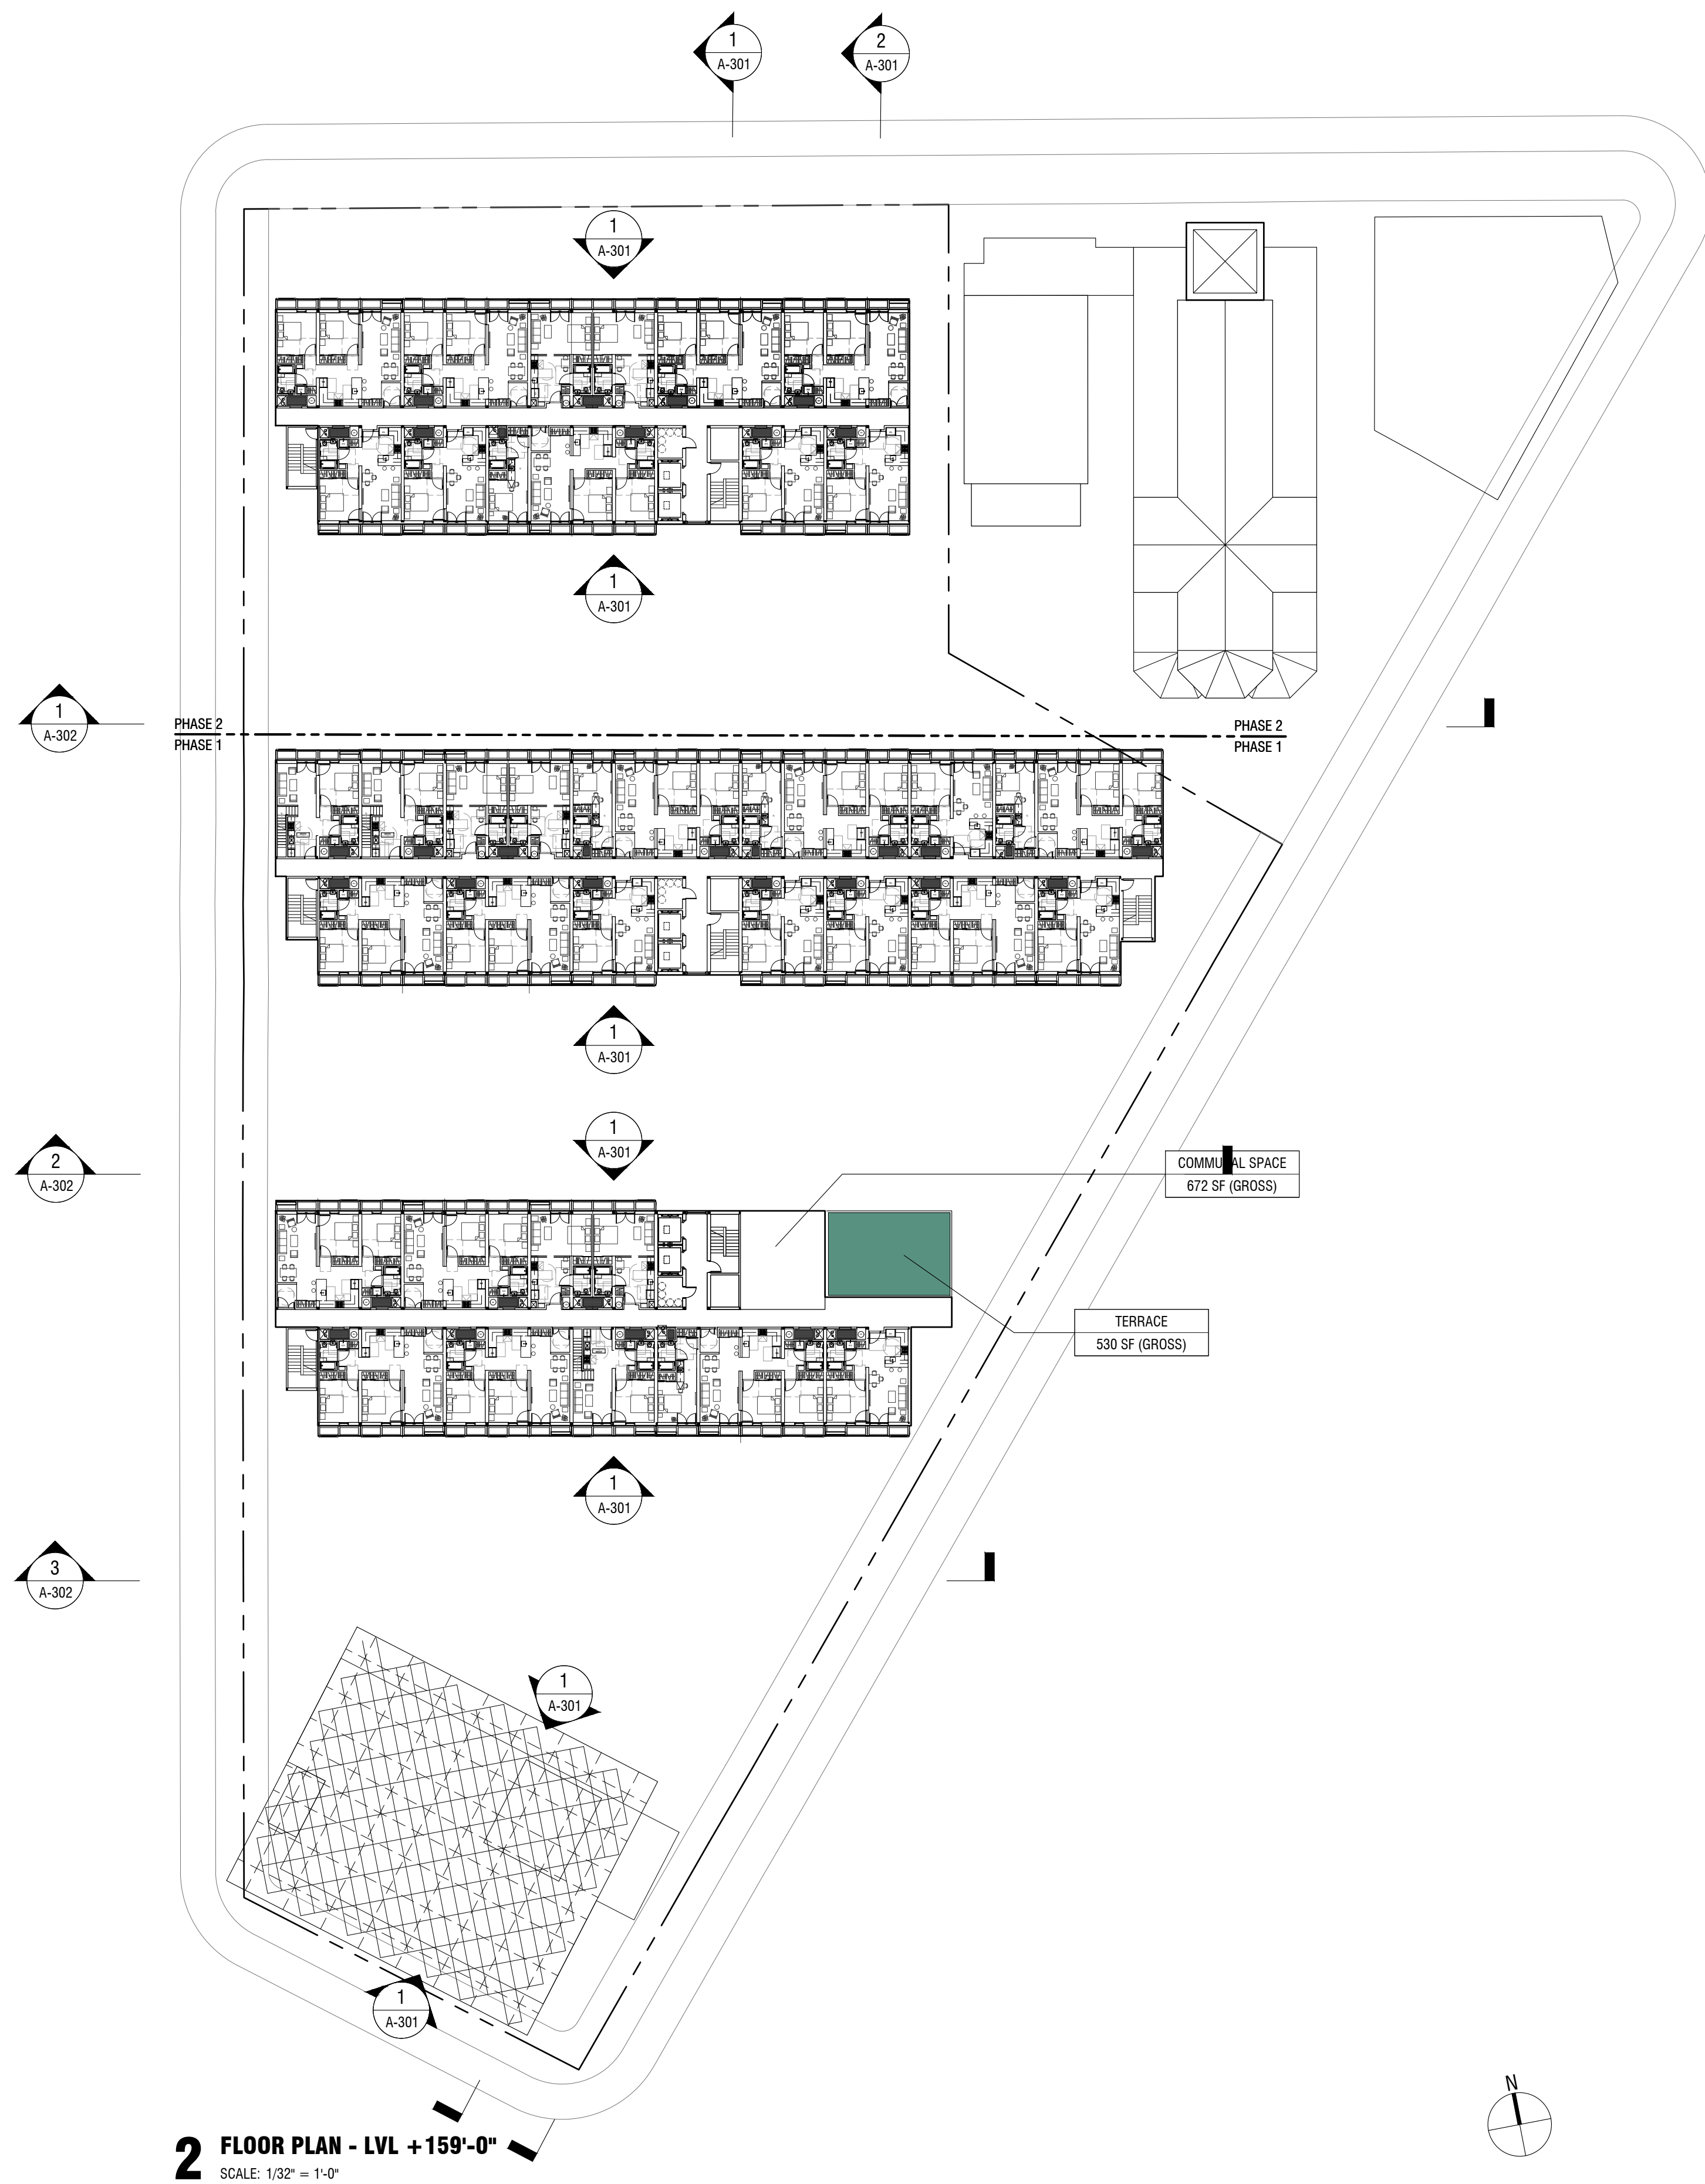 1
A-301
2
A-301
1
A-301
1
A-301
1
A-302
PHASE 2
PHASE 1
PHASE 2
PHASE 1
1
A-301
1
A-301
2
A-302
COMMUNAL SPACE
672 SF (GROSS)
TERRACE
530 SF (GROSS)
1
A-301
3
A-302
1
A-301
1
A-301
N
2
FLOOR PLAN - LVL +159'-0"
SCALE: 1/32" = 1'-0"